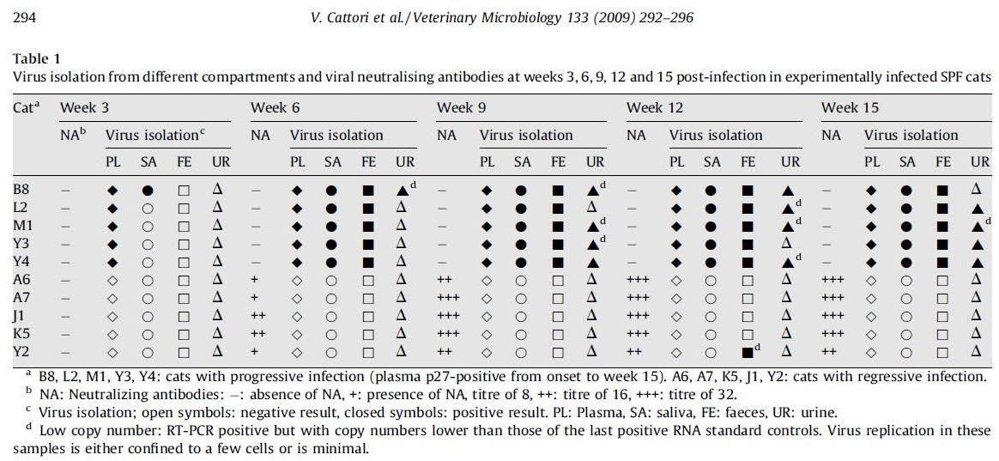 294 V. Cattori et al./Veterinary Microbiology 133 (2009) 292–296
Table 1
Virus isolation from different compartments and viral neutralising antibodies at weeks 3, 6, 9, 12 and 15 post-infection in experimentally infected SPF cats
Catᵃ Week 3 Week 6 Week 9 Week 12 Week 15
NAᵇ Virus isolationᶜ NA Virus isolation NA Virus isolation NA Virus isolation NA Virus isolation
PL SA FE UR PL SA FE UR PL SA FE UR PL SA FE UR PL SA FE UR
B8 – ◆ ● □ Δ – ◆ ● ■ ▲ᵈ – ◆ ● ■ ▲ᵈ – ◆ ● ■ ▲ – ◆ ● ■ Δ
L2 – ◆ ○ □ Δ – ◆ ● ■ Δ – ◆ ● ■ Δ – ◆ ● ■ ▲ᵈ – ◆ ● ■ ▲
M1 – ◆ ○ □ Δ – ◆ ● ■ Δ – ◆ ● ■ ▲ᵈ – ◆ ● ■ ▲ᵈ – ◆ ● ■ ▲ᵈ
Y3 – ◆ ○ □ Δ – ◆ ● ■ Δ – ◆ ● ■ ▲ᵈ – ◆ ● ■ Δ – ◆ ● ■ ▲
Y4 – ◆ ○ □ Δ – ◆ ● ■ Δ – ◆ ● ■ ▲ – ◆ ● ■ ▲ᵈ – ◆ ● ■ ▲
A6 – ◇ ○ □ Δ + ◇ ○ □ Δ ++ ◇ ○ □ Δ +++ ◇ ○ □ Δ +++ ◇ ○ □ Δ
A7 – ◇ ○ □ Δ + ◇ ○ □ Δ +++ ◇ ○ □ Δ +++ ◇ ○ □ Δ +++ ◇ ○ □ Δ
J1 – ◇ ○ □ Δ ++ ◇ ○ □ Δ +++ ◇ ○ □ Δ +++ ◇ ○ □ Δ +++ ◇ ○ □ Δ
K5 – ◇ ○ □ Δ ++ ◇ ○ □ Δ +++ ◇ ○ □ Δ +++ ◇ ○ □ Δ +++ ◇ ○ □ Δ
Y2 – ◇ ○ □ Δ + ◇ ○ □ Δ ++ ◇ ○ □ Δ ++ ◇ ○ ■ᵈ Δ ++ ◇ ○ □ Δ
ᵃ B8, L2, M1, Y3, Y4: cats with progressive infection (plasma p27-positive from onset to week 15). A6, A7, K5, J1, Y2: cats with regressive infection.
ᵇ NA: Neutralizing antibodies: –: absence of NA, +: presence of NA, titre of 8, ++: titre of 16, +++: titre of 32.
ᶜ Virus isolation; open symbols: negative result, closed symbols: positive result. PL: Plasma, SA: saliva, FE: faeces, UR: urine.
ᵈ Low copy number: RT-PCR positive but with copy numbers lower than those of the last positive RNA standard controls. Virus replication in these
samples is either confined to a few cells or is minimal.